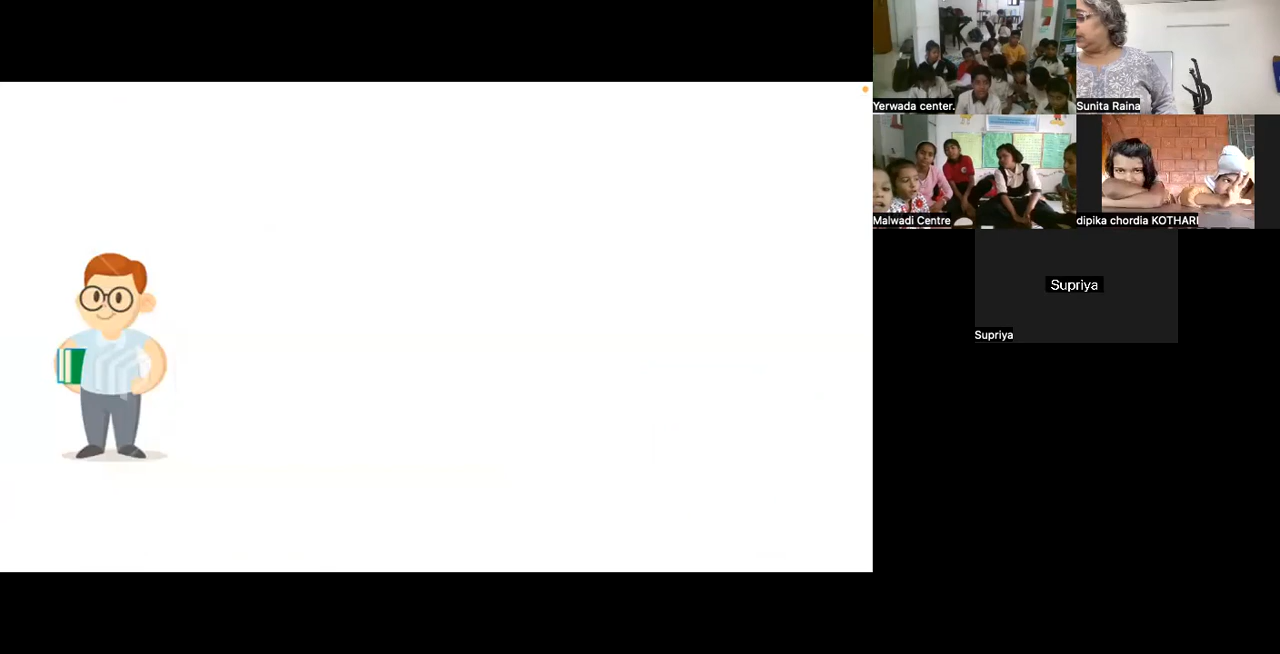 Yerwada center.
Sunita Raina
Malwadi Centre
dipika chordia KOTHARI
Supriya
Supriya